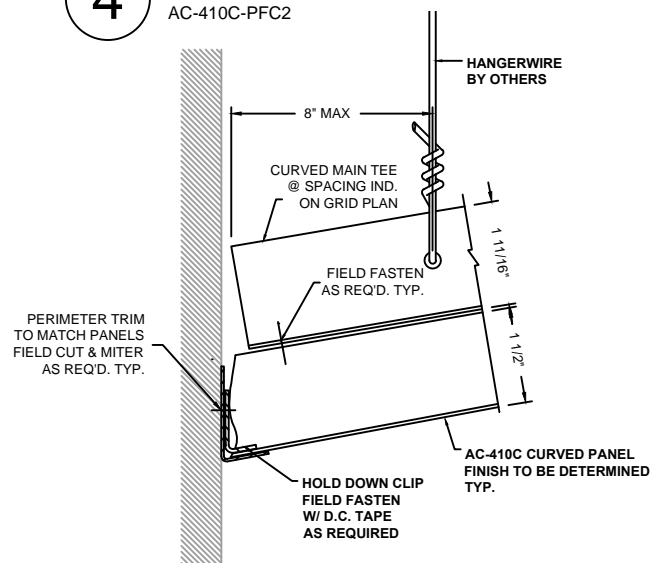 4
AC-410C-PFC2
HANGERWIRE
BY OTHERS
8" MAX
CURVED MAIN TEE
@ SPACING IND.
ON GRID PLAN
1 11/16"
FIELD FASTEN
AS REQ'D. TYP.
PERIMETER TRIM
TO MATCH PANELS
FIELD CUT & MITER
AS REQ'D. TYP.
1 1/2"
AC-410C CURVED PANEL
FINISH TO BE DETERMINED
TYP.
HOLD DOWN CLIP
FIELD FASTEN
W/ D.C. TAPE
AS REQUIRED